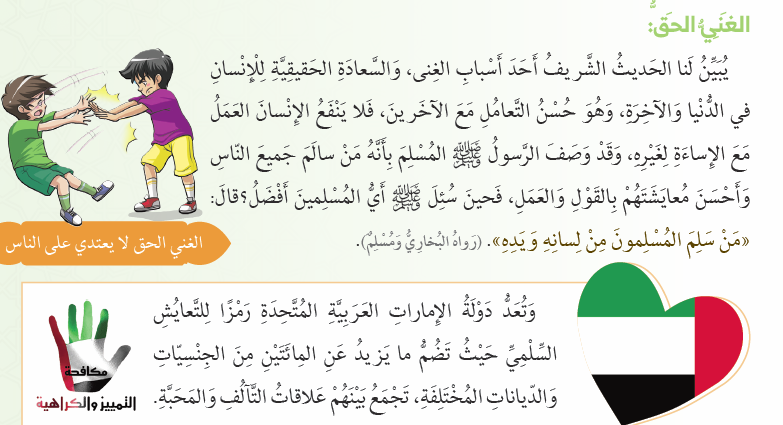 الغَنِيُّ الحَقُّ:
يُبَيِّنُ لَنا الحَديثُ الشَّريفُ أَحَدَ أَسْبابِ الغِنى، وَالسَّعادَةِ الحَقيقِيَّةِ لِلْإِنْسانِ
في الدُّنْيا وَالآخِرَةِ، وَهُوَ حُسْنُ التَّعامُلِ مَعَ الآخَرينَ، فَلا يَنْفَعُ الإِنْسانَ العَمَلُ
مَعَ الإِساءَةِ لِغَيْرِهِ، وَقَدْ وَصَفَ الرَّسولُ ﷺ المُسْلِمَ بِأَنَّهُ مَنْ سالَمَ جَميعَ النّاسِ
وَأَحْسَنَ مُعايَشَتَهُمْ بِالقَوْلِ وَالعَمَلِ، فَحينَ سُئِلَ ﷺ أَيُّ المُسْلِمينَ أَفْضَلُ؟قالَ:
«مَنْ سَلِمَ المُسْلِمونَ مِنْ لِسانِهِ وَيَدِهِ». (رَواهُ البُخارِيُّ وَمُسْلِمٌ).
الغني الحق لا يعتدي على الناس
وَتُعَدُّ دَوْلَةُ الإِماراتِ العَرَبِيَّةِ المُتَّحِدَةِ رَمْزًا لِلتَّعايُشِ
السِّلْمِيِّ حَيْثُ تَضُمُّ ما يَزيدُ عَنِ المِائَتَيْنِ مِنَ الجِنْسِيّاتِ
وَالدِّياناتِ المُخْتَلِفَةِ، تَجْمَعُ بَيْنَهُمْ عَلاقاتُ التَّآلُفِ وَالمَحَبَّةِ.
مكافحة
التمييز والكراهية